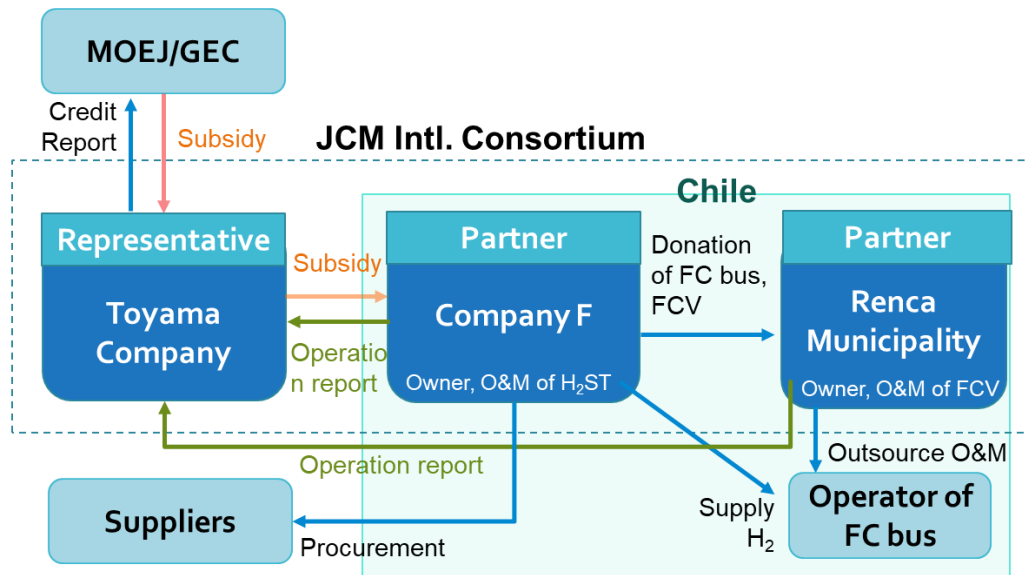 MOEJ/GEC
Credit
Report
Subsidy
JCM Intl. Consortium
Chile
Representative
Toyama
Company
Subsidy
Operatio
n report
Partner
Company F
Owner, O&M of H₂ST
Donation
of FC bus,
FCV
Partner
Renca
Municipality
Owner, O&M of FCV
Operation report
Outsource O&M
Suppliers
Procurement
Supply
H₂
Operator of
FC bus